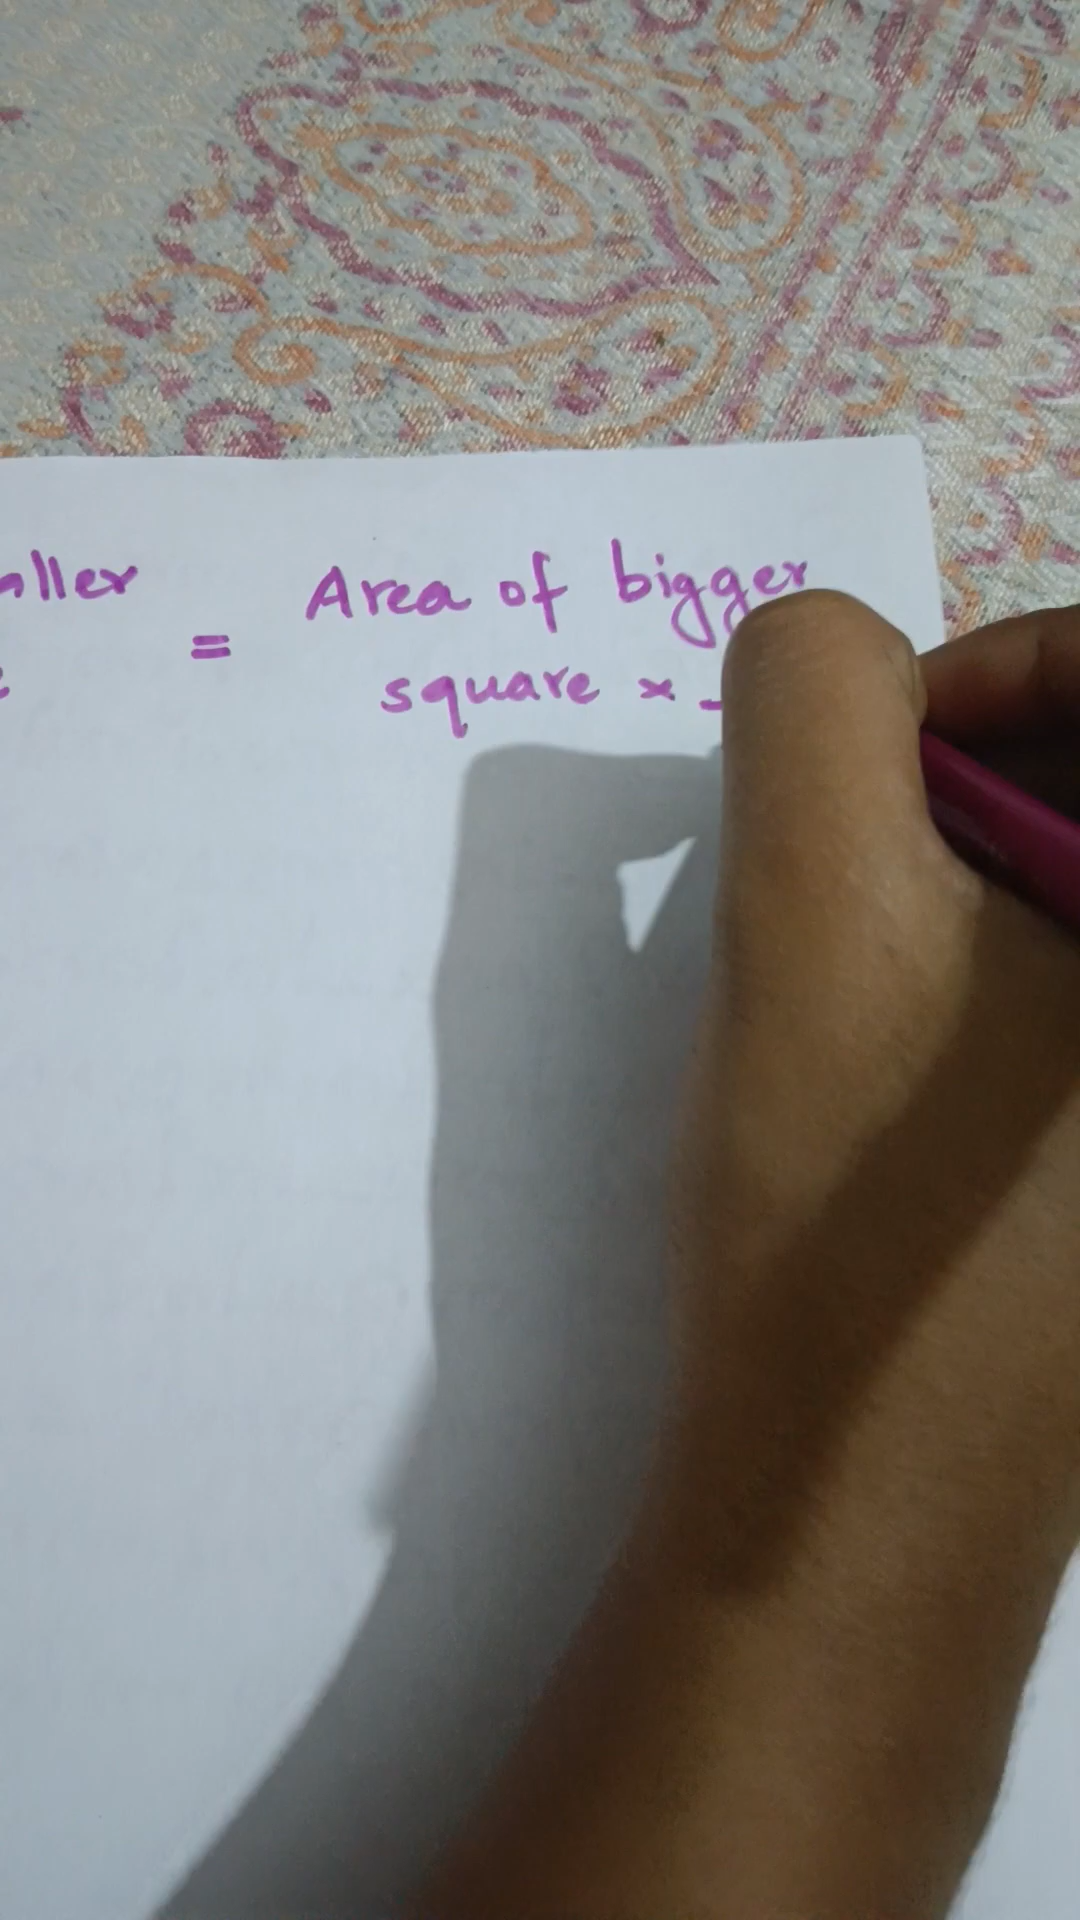 aller = Area of bigger
square ×